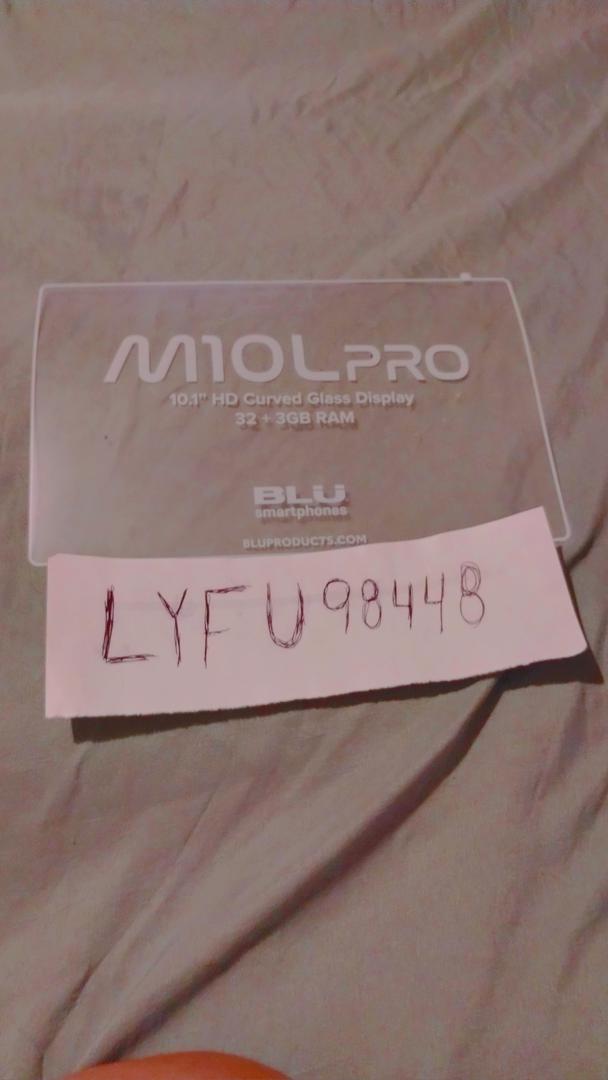 M10L PRO
10.1" HD Curved Glass Display
32 + 3GB RAM
BLU
smartphones
BLUPRODUCTS.COM
LYFU98448